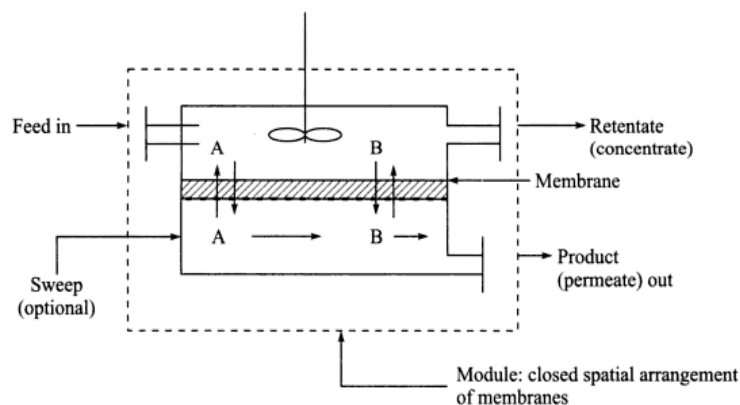 Feed in
A
B
Retentate
(concentrate)
Membrane
A
B
Sweep
(optional)
Product
(permeate) out
Module: closed spatial arrangement
of membranes